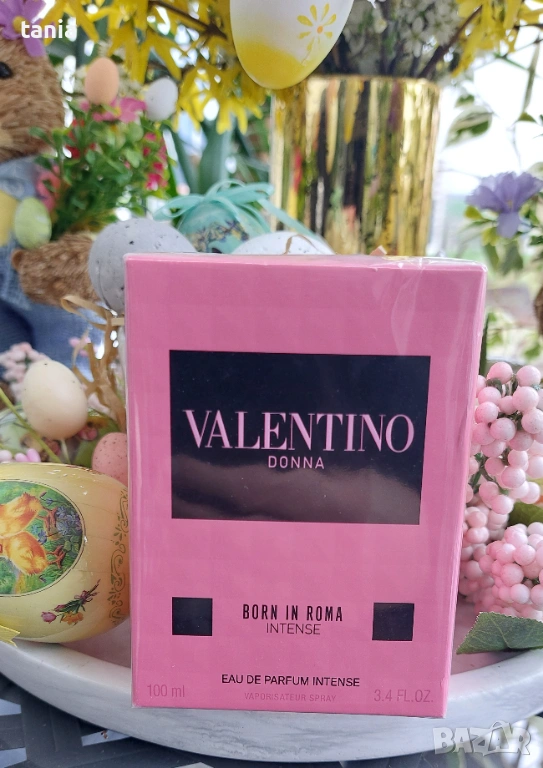 tania
VALENTINO
DONNA
BORN IN ROMA
INTENSE
EAU DE PARFUM INTENSE
100 ml VAPORISATEUR SPRAY 3.4 FL.OZ.
BAZAR